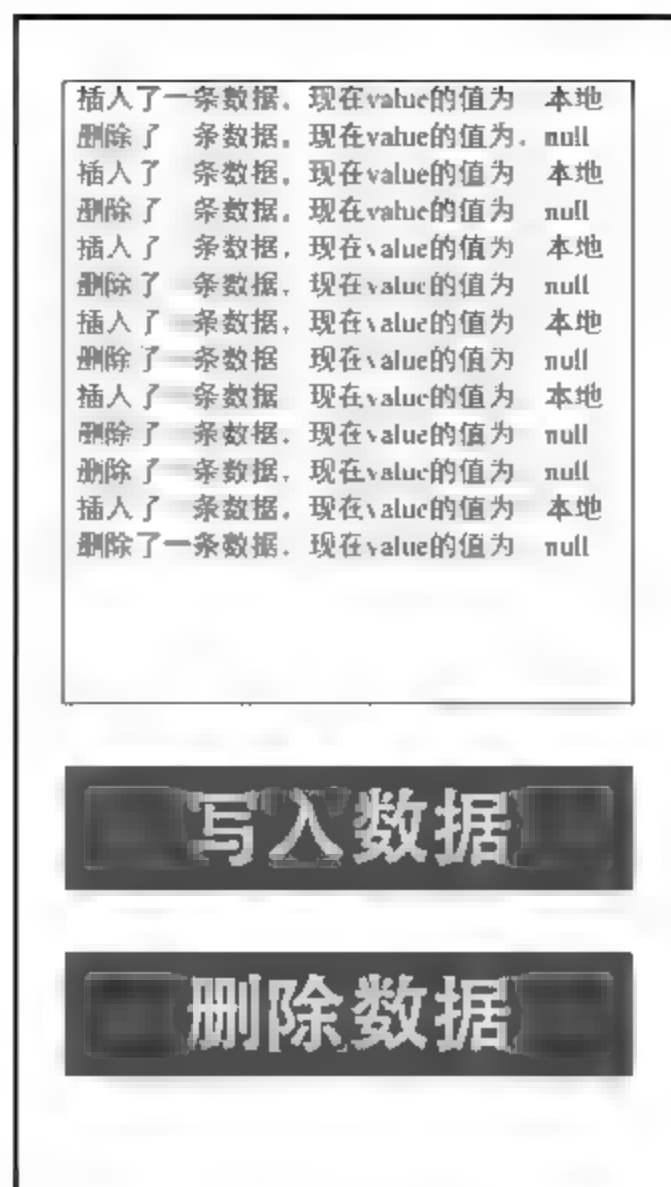 插入了一条数据，现在value的值为 本地
删除了一条数据，现在value的值为 null
插入了一条数据，现在value的值为 本地
删除了一条数据，现在value的值为 null
插入了一条数据，现在value的值为 本地
删除了一条数据，现在value的值为 null
插入了一条数据，现在value的值为 本地
删除了一条数据 现在value的值为 null
插入了一条数据 现在value的值为 本地
删除了一条数据，现在value的值为 null
删除了一条数据，现在value的值为 null
插入了一条数据，现在value的值为 本地
删除了一条数据，现在value的值为 null
写入数据
删除数据